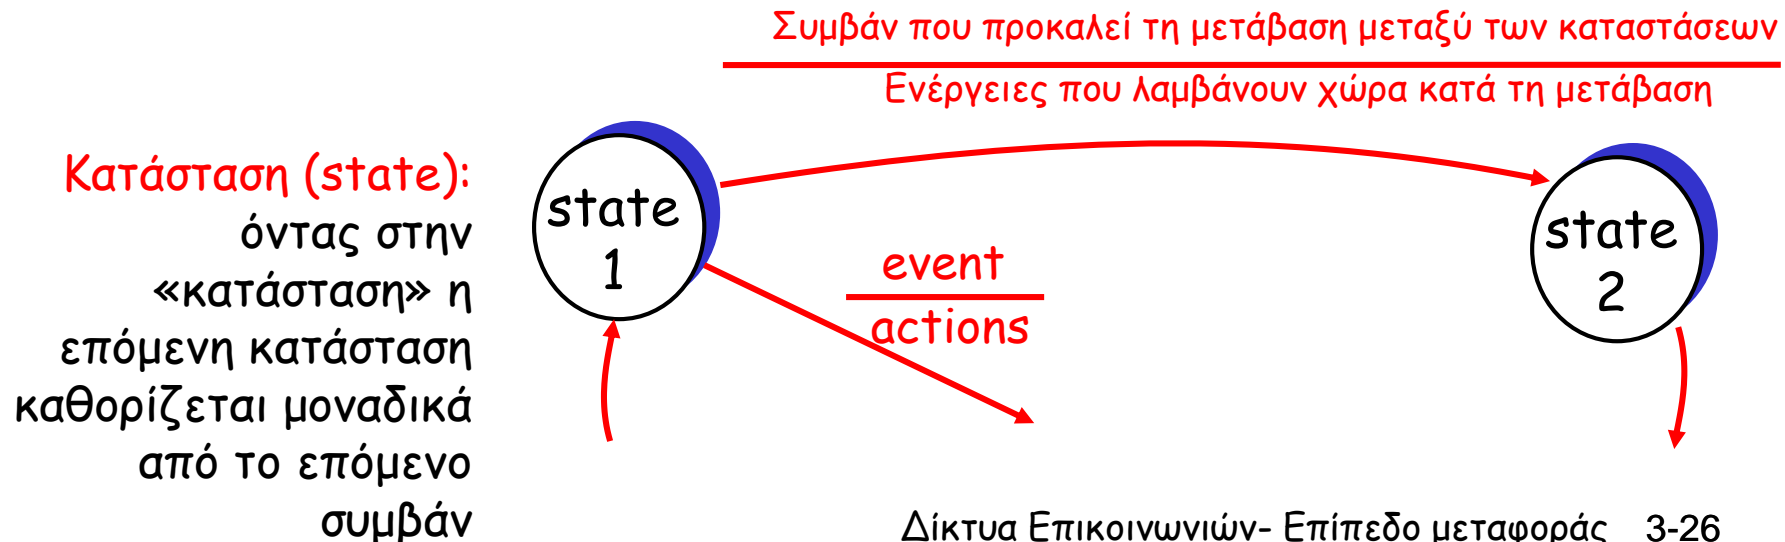 Συμβάν που προκαλεί τη μετάβαση μεταξύ των καταστάσεων
Ενέργειες που λαμβάνουν χώρα κατά τη μετάβαση
Κατάσταση (state):
όντας στην
«κατάσταση» η
επόμενη κατάσταση
καθορίζεται μοναδικά
από το επόμενο
συμβάν
state
1
event
actions
state
2
Δίκτυα Επικοινωνιών- Επίπεδο μεταφοράς 3-26